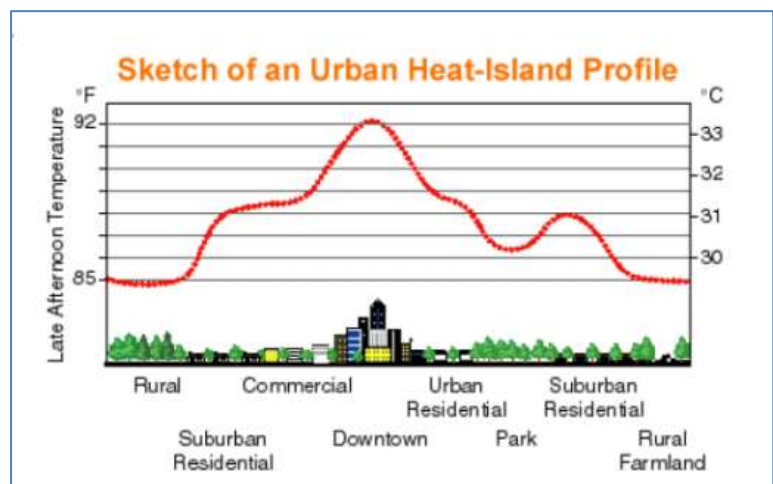 Sketch of an Urban Heat-Island Profile
°F
°C
92
85
33
32
31
30
Late Afternoon Temperature
Rural
Commercial
Urban
Residential
Suburban
Residential
Suburban
Residential
Downtown
Park
Rural
Farmland